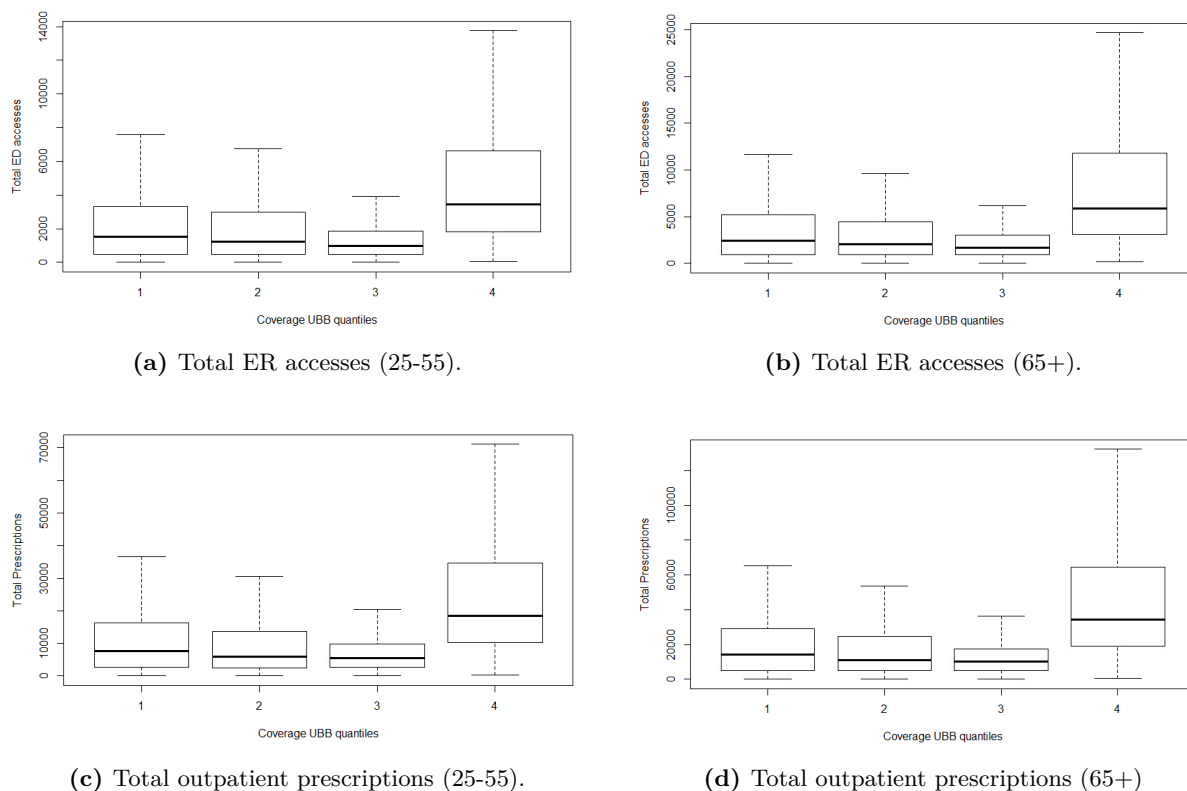 Total ED accesses
14000
10000
6000
2000
0
1 2 3 4
Coverage UBB quantiles
(a) Total ER accesses (25-55).
Total ED accesses
25000
20000
15000
10000
5000
0
1 2 3 4
Coverage UBB quantiles
(b) Total ER accesses (65+).
Total Prescriptions
70000
50000
30000
10000
0
1 2 3 4
Coverage UBB quantiles
(c) Total outpatient prescriptions (25-55).
Total Prescriptions
100000
60000
20000
0
1 2 3 4
Coverage UBB quantiles
(d) Total outpatient prescriptions (65+)